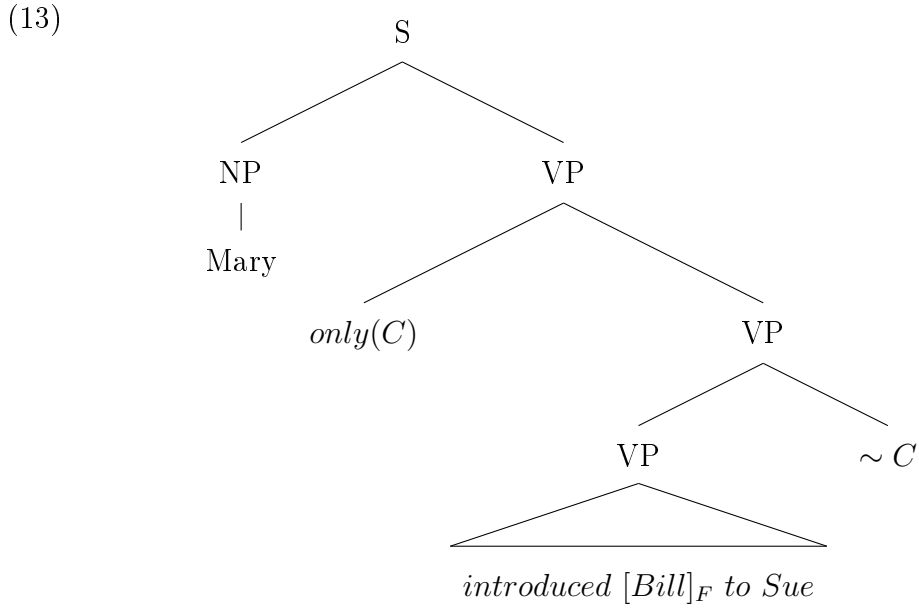 (13)
S
NP VP
Mary
only(C) VP
VP ∼ C
introduced [Bill]F to Sue